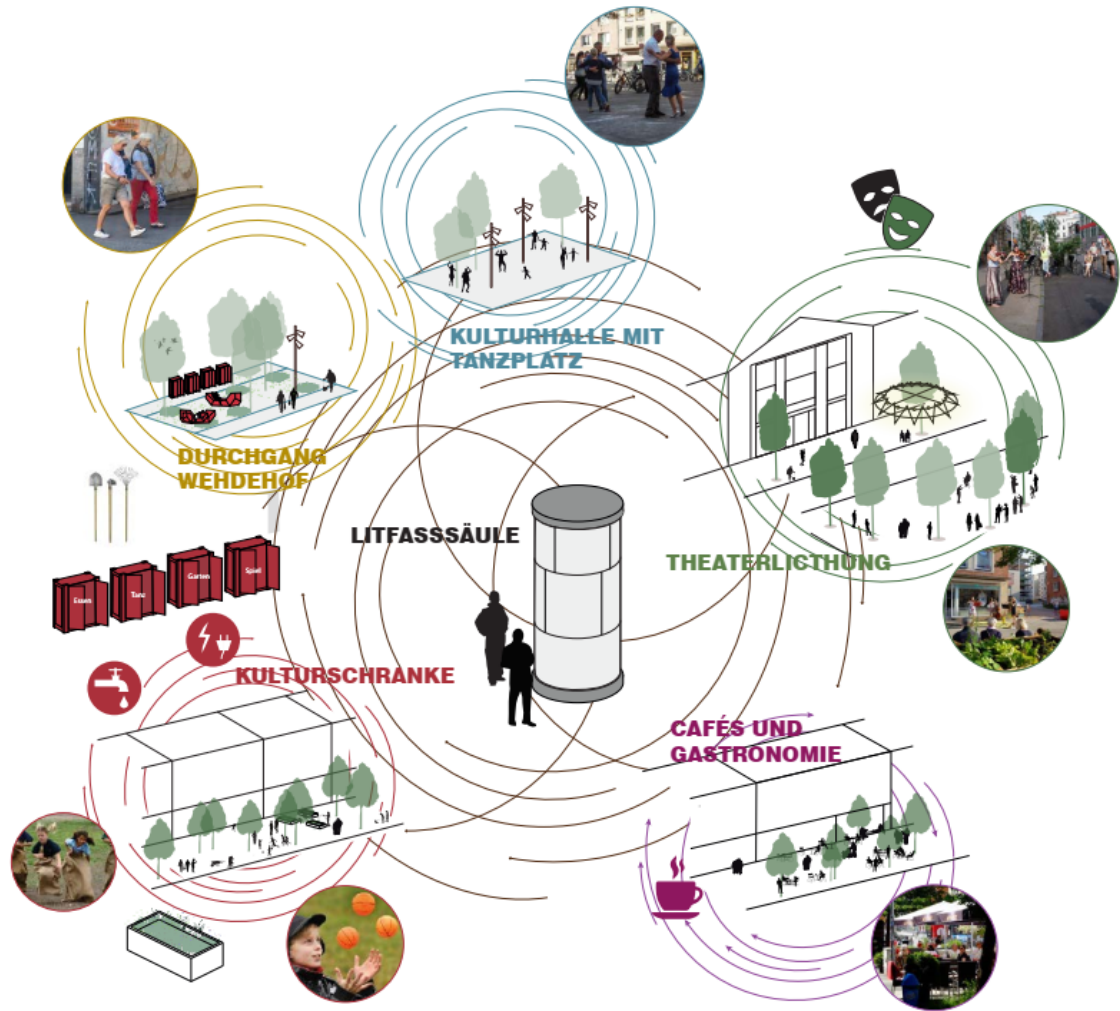 KULTURHALLE MIT
TANZPLATZ
DURCHGANG
WEHDEHOF
LITFASSSÄULE
THEATERLICTHUNG
Essen
Tanz
Garten
Spiel
KULTURSCHRANKE
CAFÉS UND
GASTRONOMIE